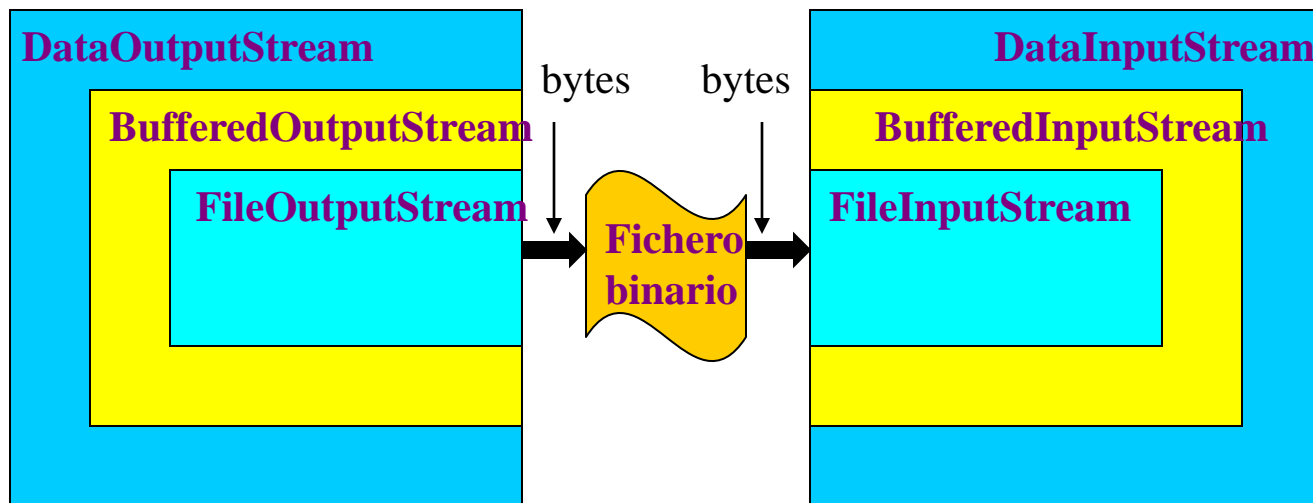 DataOutputStream
BufferedOutputStream
FileOutputStream
bytes
bytes
Fichero
binario
DataInputStream
BufferedInputStream
FileInputStream